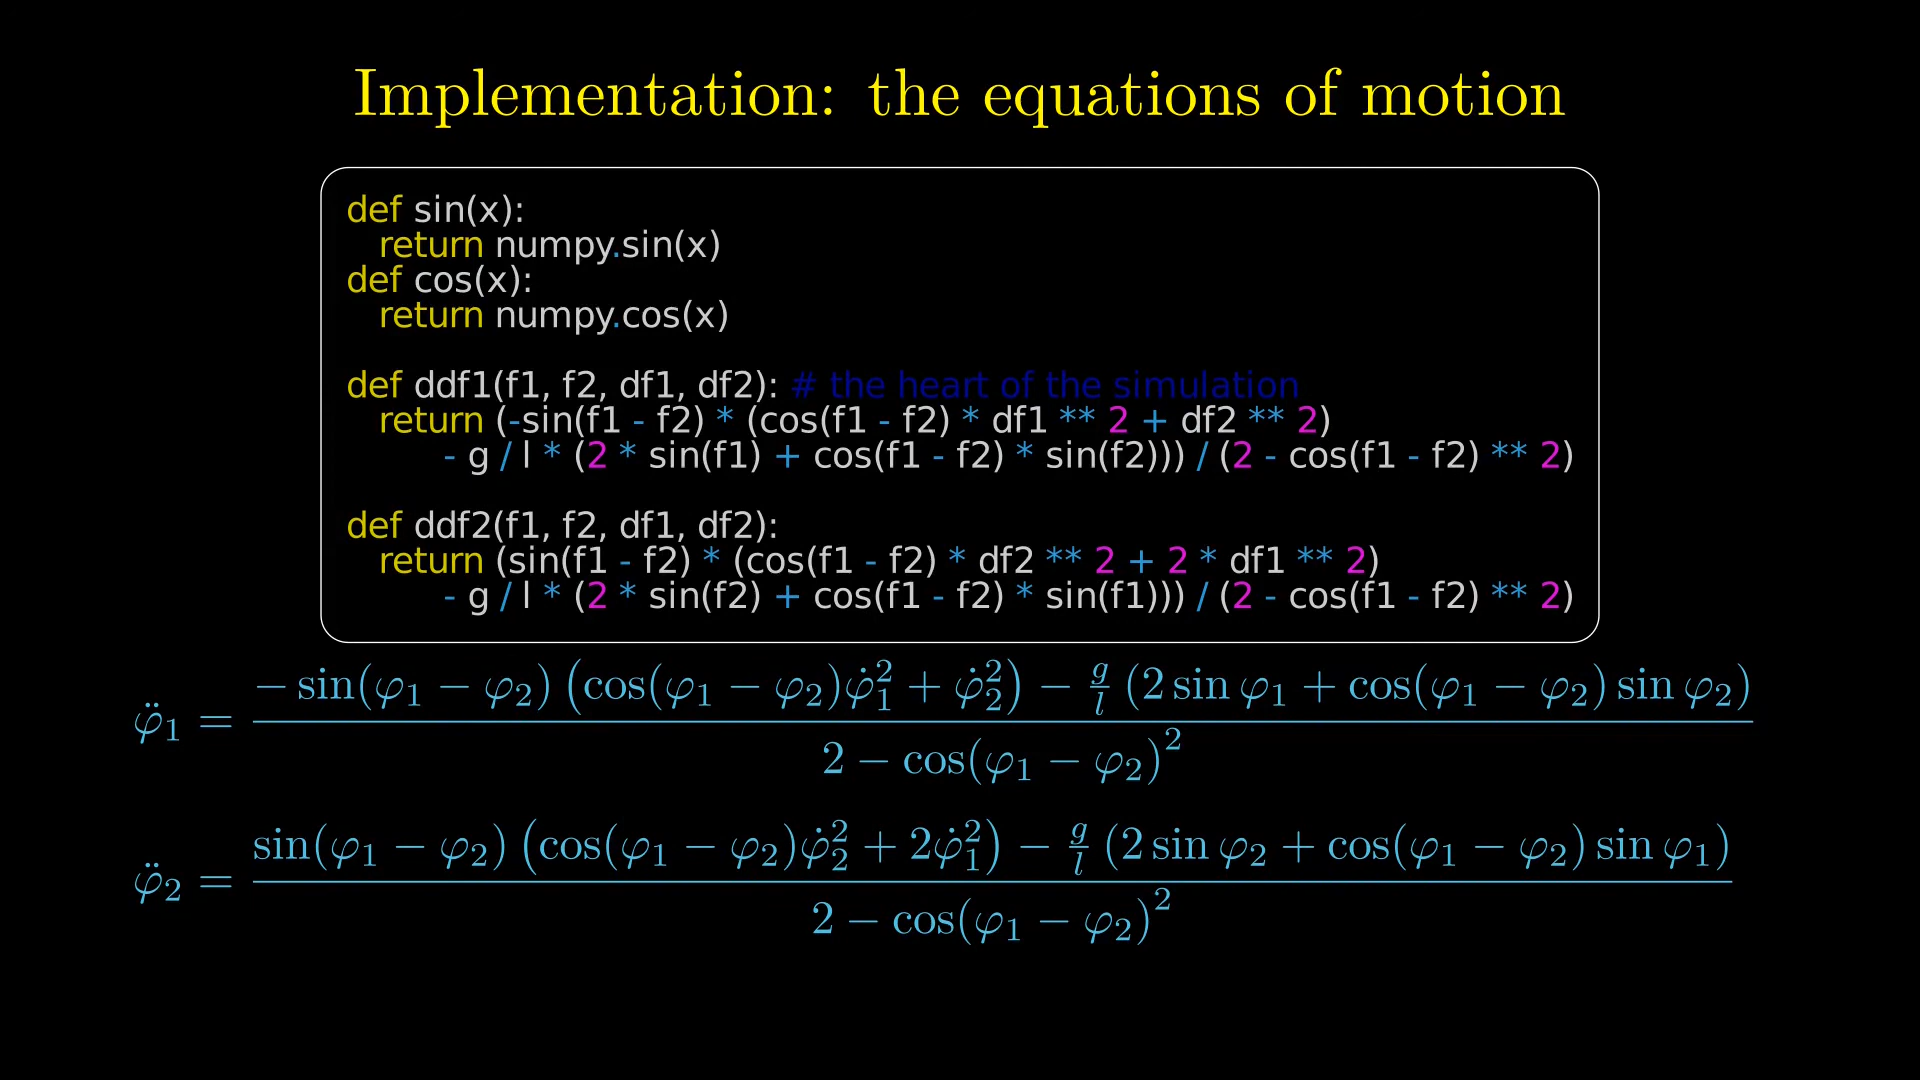 Implementation: the equations of motion
def sin(x):
return numpy.sin(x)
def cos(x):
return numpy.cos(x)
def ddf1(f1, f2, df1, df2): # the heart of the simulation
return (-sin(f1 - f2) * (cos(f1 - f2) * df1 ** 2 + df2 ** 2)
- g / l * (2 * sin(f1) + cos(f1 - f2) * sin(f2))) / (2 - cos(f1 - f2) ** 2)
def ddf2(f1, f2, df1, df2):
return (sin(f1 - f2) * (cos(f1 - f2) * df2 ** 2 + 2 * df1 ** 2)
- g / l * (2 * sin(f2) + cos(f1 - f2) * sin(f1))) / (2 - cos(f1 - f2) ** 2)
φ̈₁ = (− sin(φ₁ − φ₂) (cos(φ₁ − φ₂)φ̇₁² + φ̇₂²) − g/l (2 sin φ₁ + cos(φ₁ − φ₂) sin φ₂)) / (2 − cos(φ₁ − φ₂)²)
φ̈₂ = (sin(φ₁ − φ₂) (cos(φ₁ − φ₂)φ̇₂² + 2φ̇₁²) − g/l (2 sin φ₂ + cos(φ₁ − φ₂) sin φ₁)) / (2 − cos(φ₁ − φ₂)²)